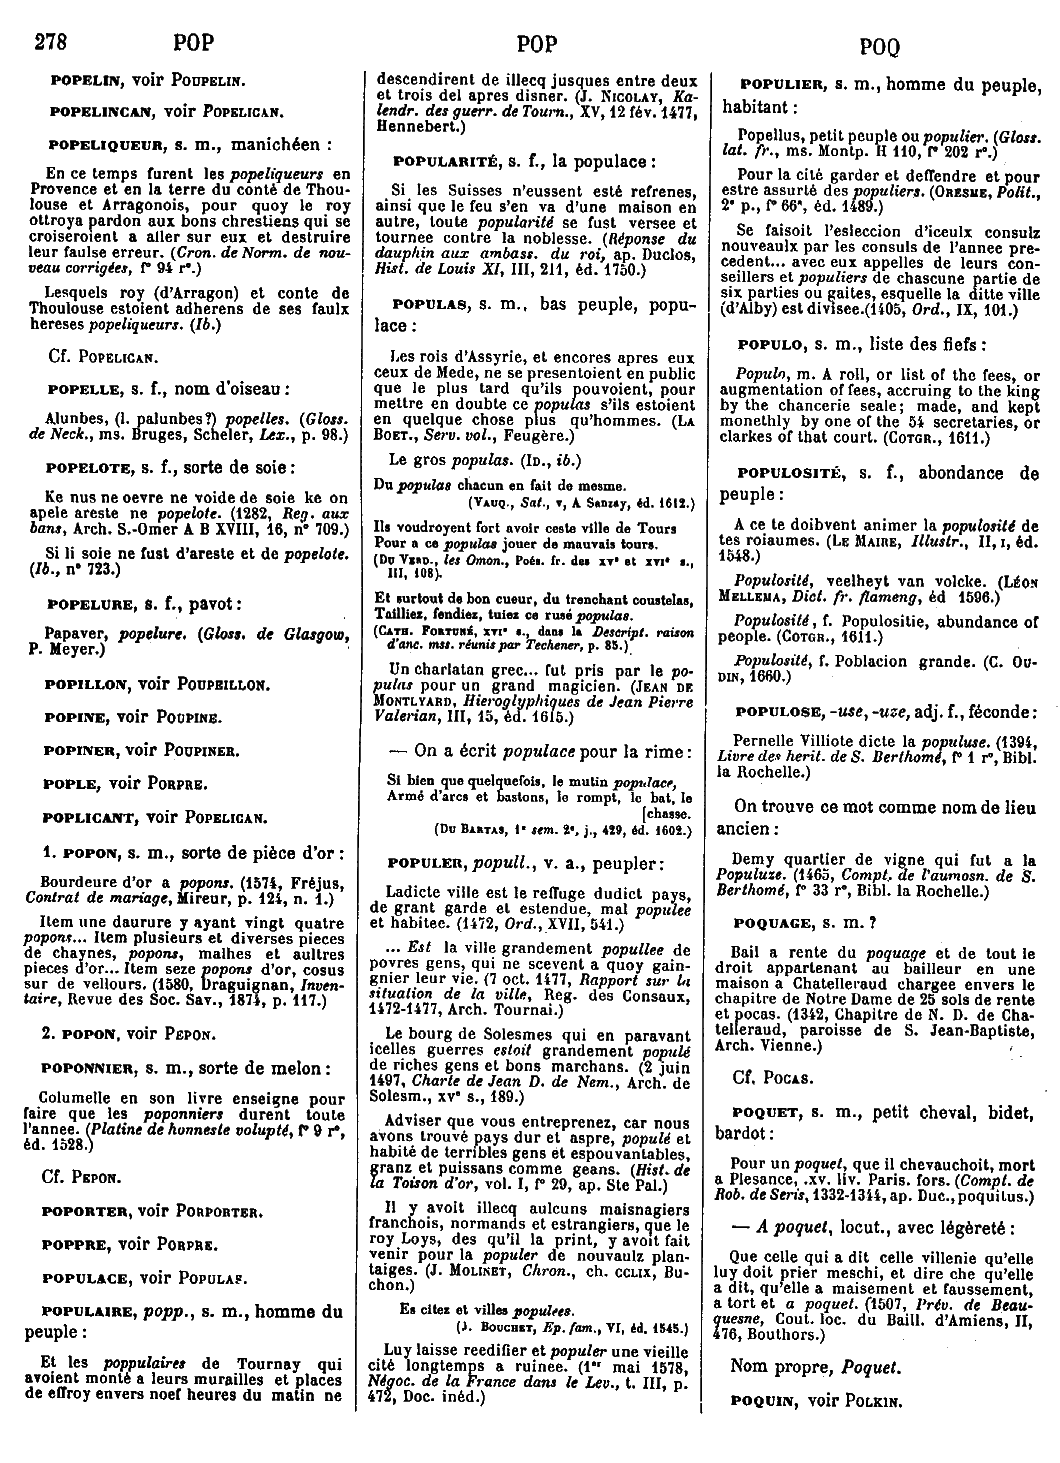 278 POP POP POQ
POPELIN, voir POUPELIN.
POPELINCAN, voir POPELICAN.
POPELIQUEUR, s. m., manichéen :
En ce temps furent les popeliqueurs en
Provence et en la terre du conté de Thou-
louse et Arragonois, pour quoy le roy
ottroya pardon aux bons chrestiens qui se
croiseroient a aller sur eux et destruire
leur faulse erreur. (Cron. de Norm. de nou-
veau corrigées, f° 94 r°.)
Lesquels roy (d'Arragon) et conte de
Thoulouse estoient adherens de ses faulx
hereses popeliqueurs. (Ib.)
Cf. POPELICAN.
POPELLE, s. f., nom d'oiseau :
Alunbes, (l. palunbes?) popelles. (Gloss.
de Neck., ms. Bruges, Scheler, Lex., p. 98.)
POPELOTE, s. f., sorte de soie :
Ke nus ne oevre ne voide de soie ke on
apele areste ne popelote. (1282, Reg. aux
bans, Arch. S.-Omer A B XVIII, 16, n° 709.)
Si li soie ne fust d'areste et de popelote.
(Ib., n° 723.)
POPELURE, s. f., pavot :
Papaver, popelure. (Gloss. de Glasgow,
P. Meyer.)
POPILLON, voir POUPEILLON.
POPINE, voir POUPINE.
POPINER, voir POUPINER.
POPLE, voir PORPRE.
POPLICANT, voir POPELICAN.
1. POPON, s. m., sorte de pièce d'or :
Bourdeure d'or a popons. (1574, Fréjus,
Contrat de mariage, Mireur, p. 124, n. 1.)
Item une daurure y ayant vingt quatre
popons... Item plusieurs et diverses pieces
de chaynes, popons, malhes et aultres
pieces d'or... Item seze popons d'or, cosus
sur de vellours. (1580, Draguignan, Inven-
taire, Revue des Soc. Sav., 1874, p. 117.)
2. POPON, voir PEPON.
POPONNIER, s. m., sorte de melon :
Columelle en son livre enseigne pour
faire que les poponniers durent toute
l'annee. (Platine de honneste volupté, f° 9 r°,
éd. 1528.)
Cf. PEPON.
POPORTER, voir PORPORTER.
POPPRE, voir PORPRE.
POPULACE, voir POPULAS.
POPULAIRE, popp., s. m., homme du
peuple :
Et les poppulaires de Tournay qui
avoient monté a leurs murailles et places
de effroy envers noef heures du matin ne
descendirent de illecq jusques entre deux
et trois del apres disner. (J. NICOLAY, Ka-
lendr. des guerr. de Tourn., XV, 12 fév. 1477,
Hennebert.)
POPULARITÉ, s. f., la populace :
Si les Suisses n'eussent esté refrenes,
ainsi que le feu s'en va d'une maison en
autre, toute popularité se fust versee et
tournee contre la noblesse. (Réponse du
dauphin aux ambass. du roi, ap. Duclos,
Hist. de Louis XI, III, 211, éd. 1750.)
POPULAS, s. m., bas peuple, popu-
lace :
Les rois d'Assyrie, et encores apres eux
ceux de Mede, ne se presentoient en public
que le plus tard qu'ils pouvoient, pour
mettre en doubte ce populas s'ils estoient
en quelque chose plus qu'hommes. (LA
BOET., Serv. vol., Feugère.)
Le gros populas. (ID., ib.)
Du populas chacun en fait de mesme.
(VAUQ., Sat., V, A Sanzay, éd. 1612.)
Ils voudroyent fort avoir ceste ville de Tours
Pour a ce populas jouer de mauvais tours.
(DU VERD., les Omon., Poés. fr. des XV° et XVI° s.,
III, 108).
Et surtout de bon cueur, du trenchant coustelas,
Tailliez, fendiez, tuiez ce rusé populas.
(CATH. FORTUNÉ, XVI° s., dans la Descript. raison
d'anc. mss. réunis par Techener, p. 85.)
Un charlatan grec... fut pris par le po-
pulas pour un grand magicien. (JEAN DE
MONTLYARD, Hieroglyphiques de Jean Pierre
Valerian, III, 15, éd. 1615.)
— On a écrit populace pour la rime :
Si bien que quelquefois, le mutin populace,
Armé d'arcs et bastons, le rompt, le bat, le
[chasse.
(DU BARTAS, 1° sem. 2°, j., 429, éd. 1602.)
POPULER, popull., v. a., peupler :
Ladicte ville est le reffuge dudict pays,
de grant garde et estendue, mal populee
et habitee. (1472, Ord., XVII, 541.)
... Est la ville grandement popullee de
povres gens, qui ne scevent a quoy gain-
gnier leur vie. (7 oct. 1477, Rapport sur la
situation de la ville, Reg. des Consaux,
1472-1477, Arch. Tournai.)
Le bourg de Solesmes qui en paravant
icelles guerres estoit grandement populé
de riches gens et bons marchans. (2 juin
1497, Charte de Jean D. de Nem., Arch. de
Solesm., XV° s., 189.)
Adviser que vous entreprenez, car nous
avons trouvé pays dur et aspre, populé et
habité de terribles gens et espouvantables,
granz et puissans comme geans. (Hist. de
la Toison d'or, vol. I, f° 29, ap. Ste Pal.)
Il y avoit illecq aulcuns maisnagiers
franchois, normands et estrangiers, que le
roy Loys, des qu'il la print, y avoit fait
venir pour la populer de nouvaulz plan-
taiges. (J. MOLINET, Chron., ch. CCLIX, Bu-
chon.)
Es citez et villes populees.
(J. BOUCHET, Ep. fam., VI, éd. 1545.)
Luy laisse reedifier et populer une vieille
cité longtemps a ruinee. (1er mai 1578,
Négoc. de la France dans le Lev., t. III, p.
472, Doc. inéd.)
POPULIER, s. m., homme du peuple,
habitant :
Popellus, petit peuple ou populier. (Gloss.
lat. fr., ms. Montp. H 110, f° 202 r°.)
Pour la cité garder et deffendre et pour
estre assurté des populiers. (ORESME, Polit.,
2° p., f° 66ª, éd. 1489.)
Se faisoit l'esleccion d'iceulx consulz
nouveaulx par les consuls de l'annee pre-
cedent... avec eux appelles de leurs con-
seillers et populiers de chascune partie de
six parties ou gaites, esquelle la ditte ville
(d'Alby) est divisee.(1405, Ord., IX, 101.)
POPULO, s. m., liste des fiefs :
Populo, m. A roll, or list of the fees, or
augmentation of fees, accruing to the king
by the chancerie seale; made, and kept
monethly by one of the 54 secretaries, or
clarkes of that court. (COTGR., 1611.)
POPULOSITÉ, s. f., abondance de
peuple :
A ce te doibvent animer la populosité de
tes roiaumes. (LE MAIRE, Illustr., II, I, éd.
1548.)
Populosité, veelheyt van volcke. (LÉON
MELLEMA, Dict. fr. flameng, éd 1596.)
Populosité, f. Populositie, abundance of
people. (COTGR., 1611.)
Populosité, f. Poblacion grande. (C. OU-
DIN, 1660.)
POPULOSE, -use, -uze, adj. f., féconde :
Pernelle Villiote dicte la populuse. (1394,
Livre des herit. de S. Berthomé, f° 1 r°, Bibl.
la Rochelle.)
On trouve ce mot comme nom de lieu
ancien :
Demy quartier de vigne qui fut a la
Populuze. (1465, Compt. de l'aumosn. de S.
Berthomé, f° 33 r°, Bibl. la Rochelle.)
POQUAGE, s. m. ?
Bail a rente du poquage et de tout le
droit appartenant au bailleur en une
maison a Chatelleraud chargee envers le
chapitre de Notre Dame de 25 sols de rente
et pocas. (1342, Chapitre de N. D. de Cha-
telleraud, paroisse de S. Jean-Baptiste,
Arch. Vienne.)
Cf. POCAS.
POQUET, s. m., petit cheval, bidet,
bardot :
Pour un poquet, que il chevauchoit, mort
a Plesance, .xv. liv. Paris. fors. (Compt. de
Rob. de Seris, 1332-1344, ap. Duc., poquitus.)
— A poquet, locut., avec légèreté :
Que celle qui a dit celle villenie qu'elle
luy doit prier meschi, et dire che qu'elle
a dit, qu'elle a maisement et faussement,
a tort et a poquet. (1507, Prév. de Beau-
quesne, Cout. loc. du Baill. d'Amiens, II,
476, Bouthors.)
Nom propre, Poquet.
POQUIN, voir POLKIN.